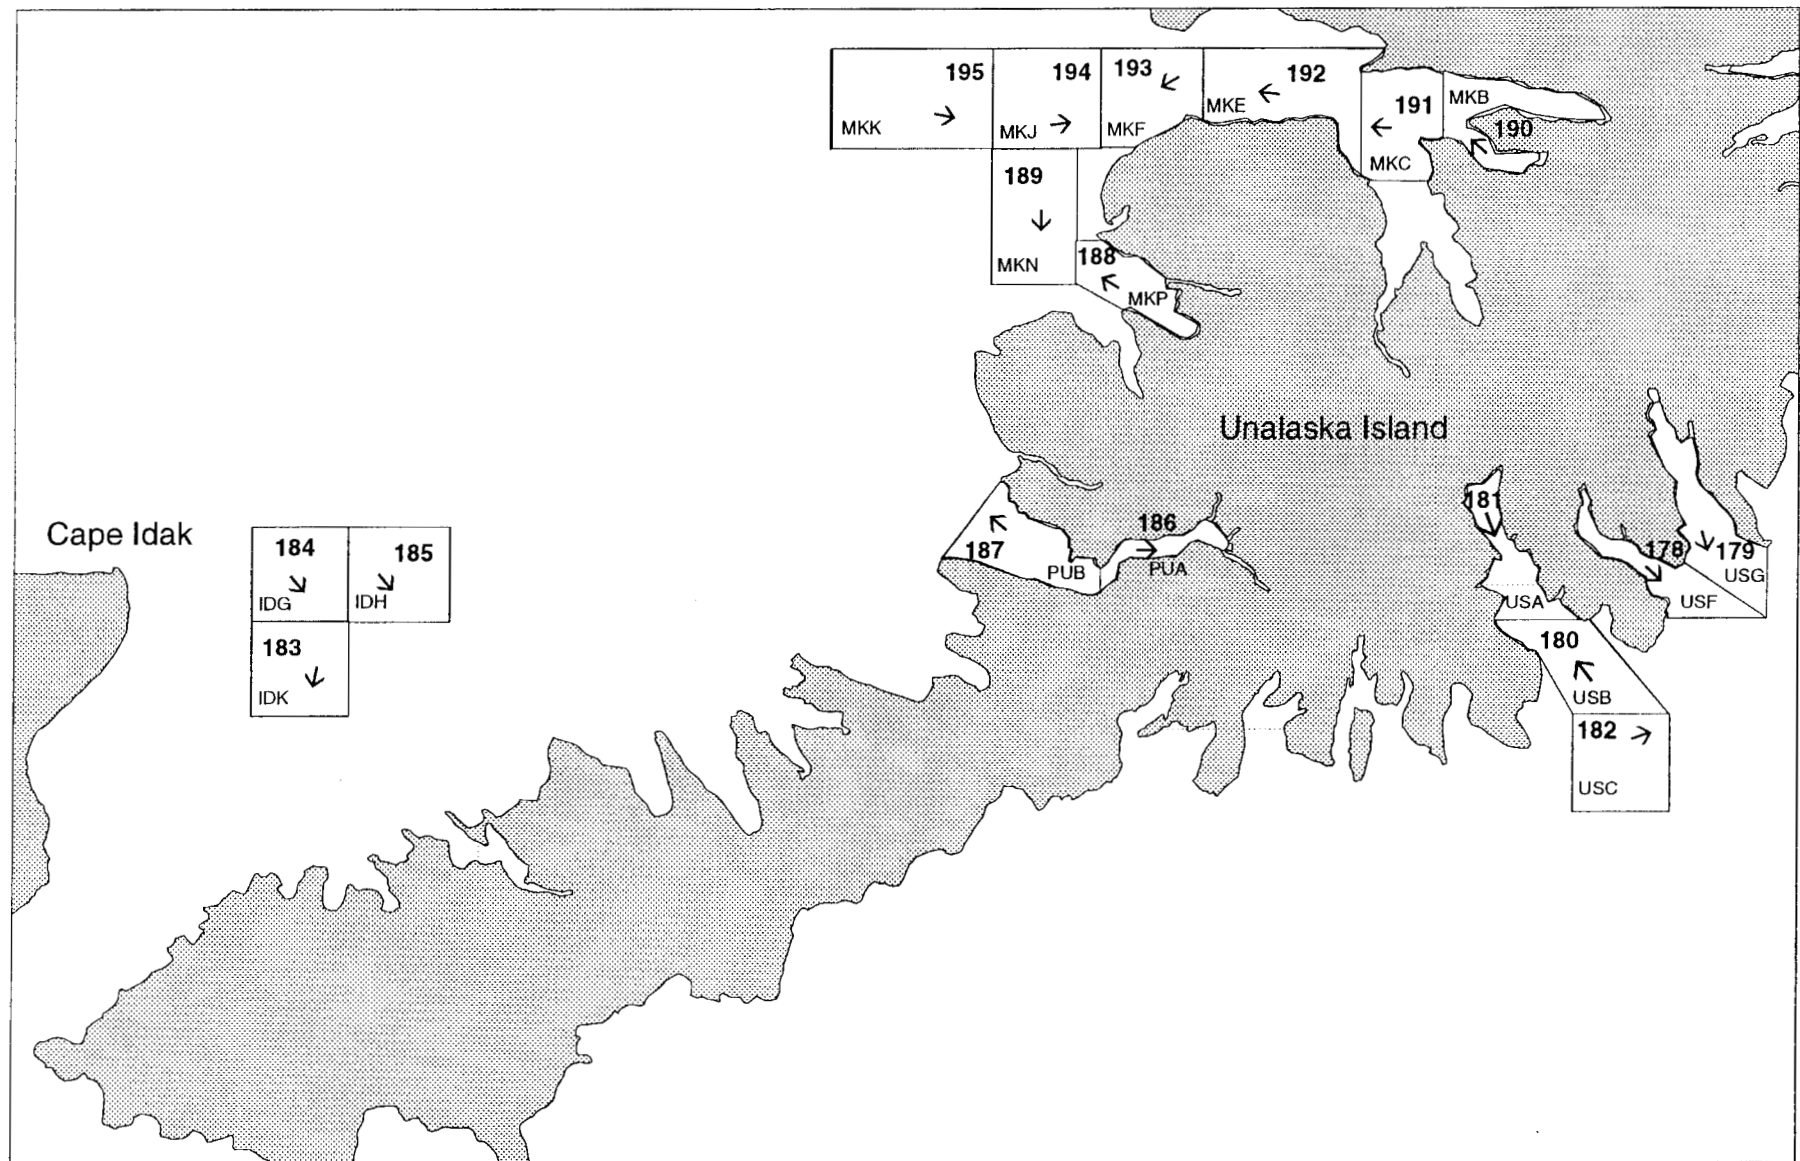 195
194
193
192
191
MKB
190
MKK
MKJ
MKF
MKE
MKC
189
MKN
188
MKP
Unalaska Island
Cape Idak
184
185
IDG
IDH
183
IDK
187
PUB
186
PUA
181
178
179
USG
USA
USF
180
USB
182
USC